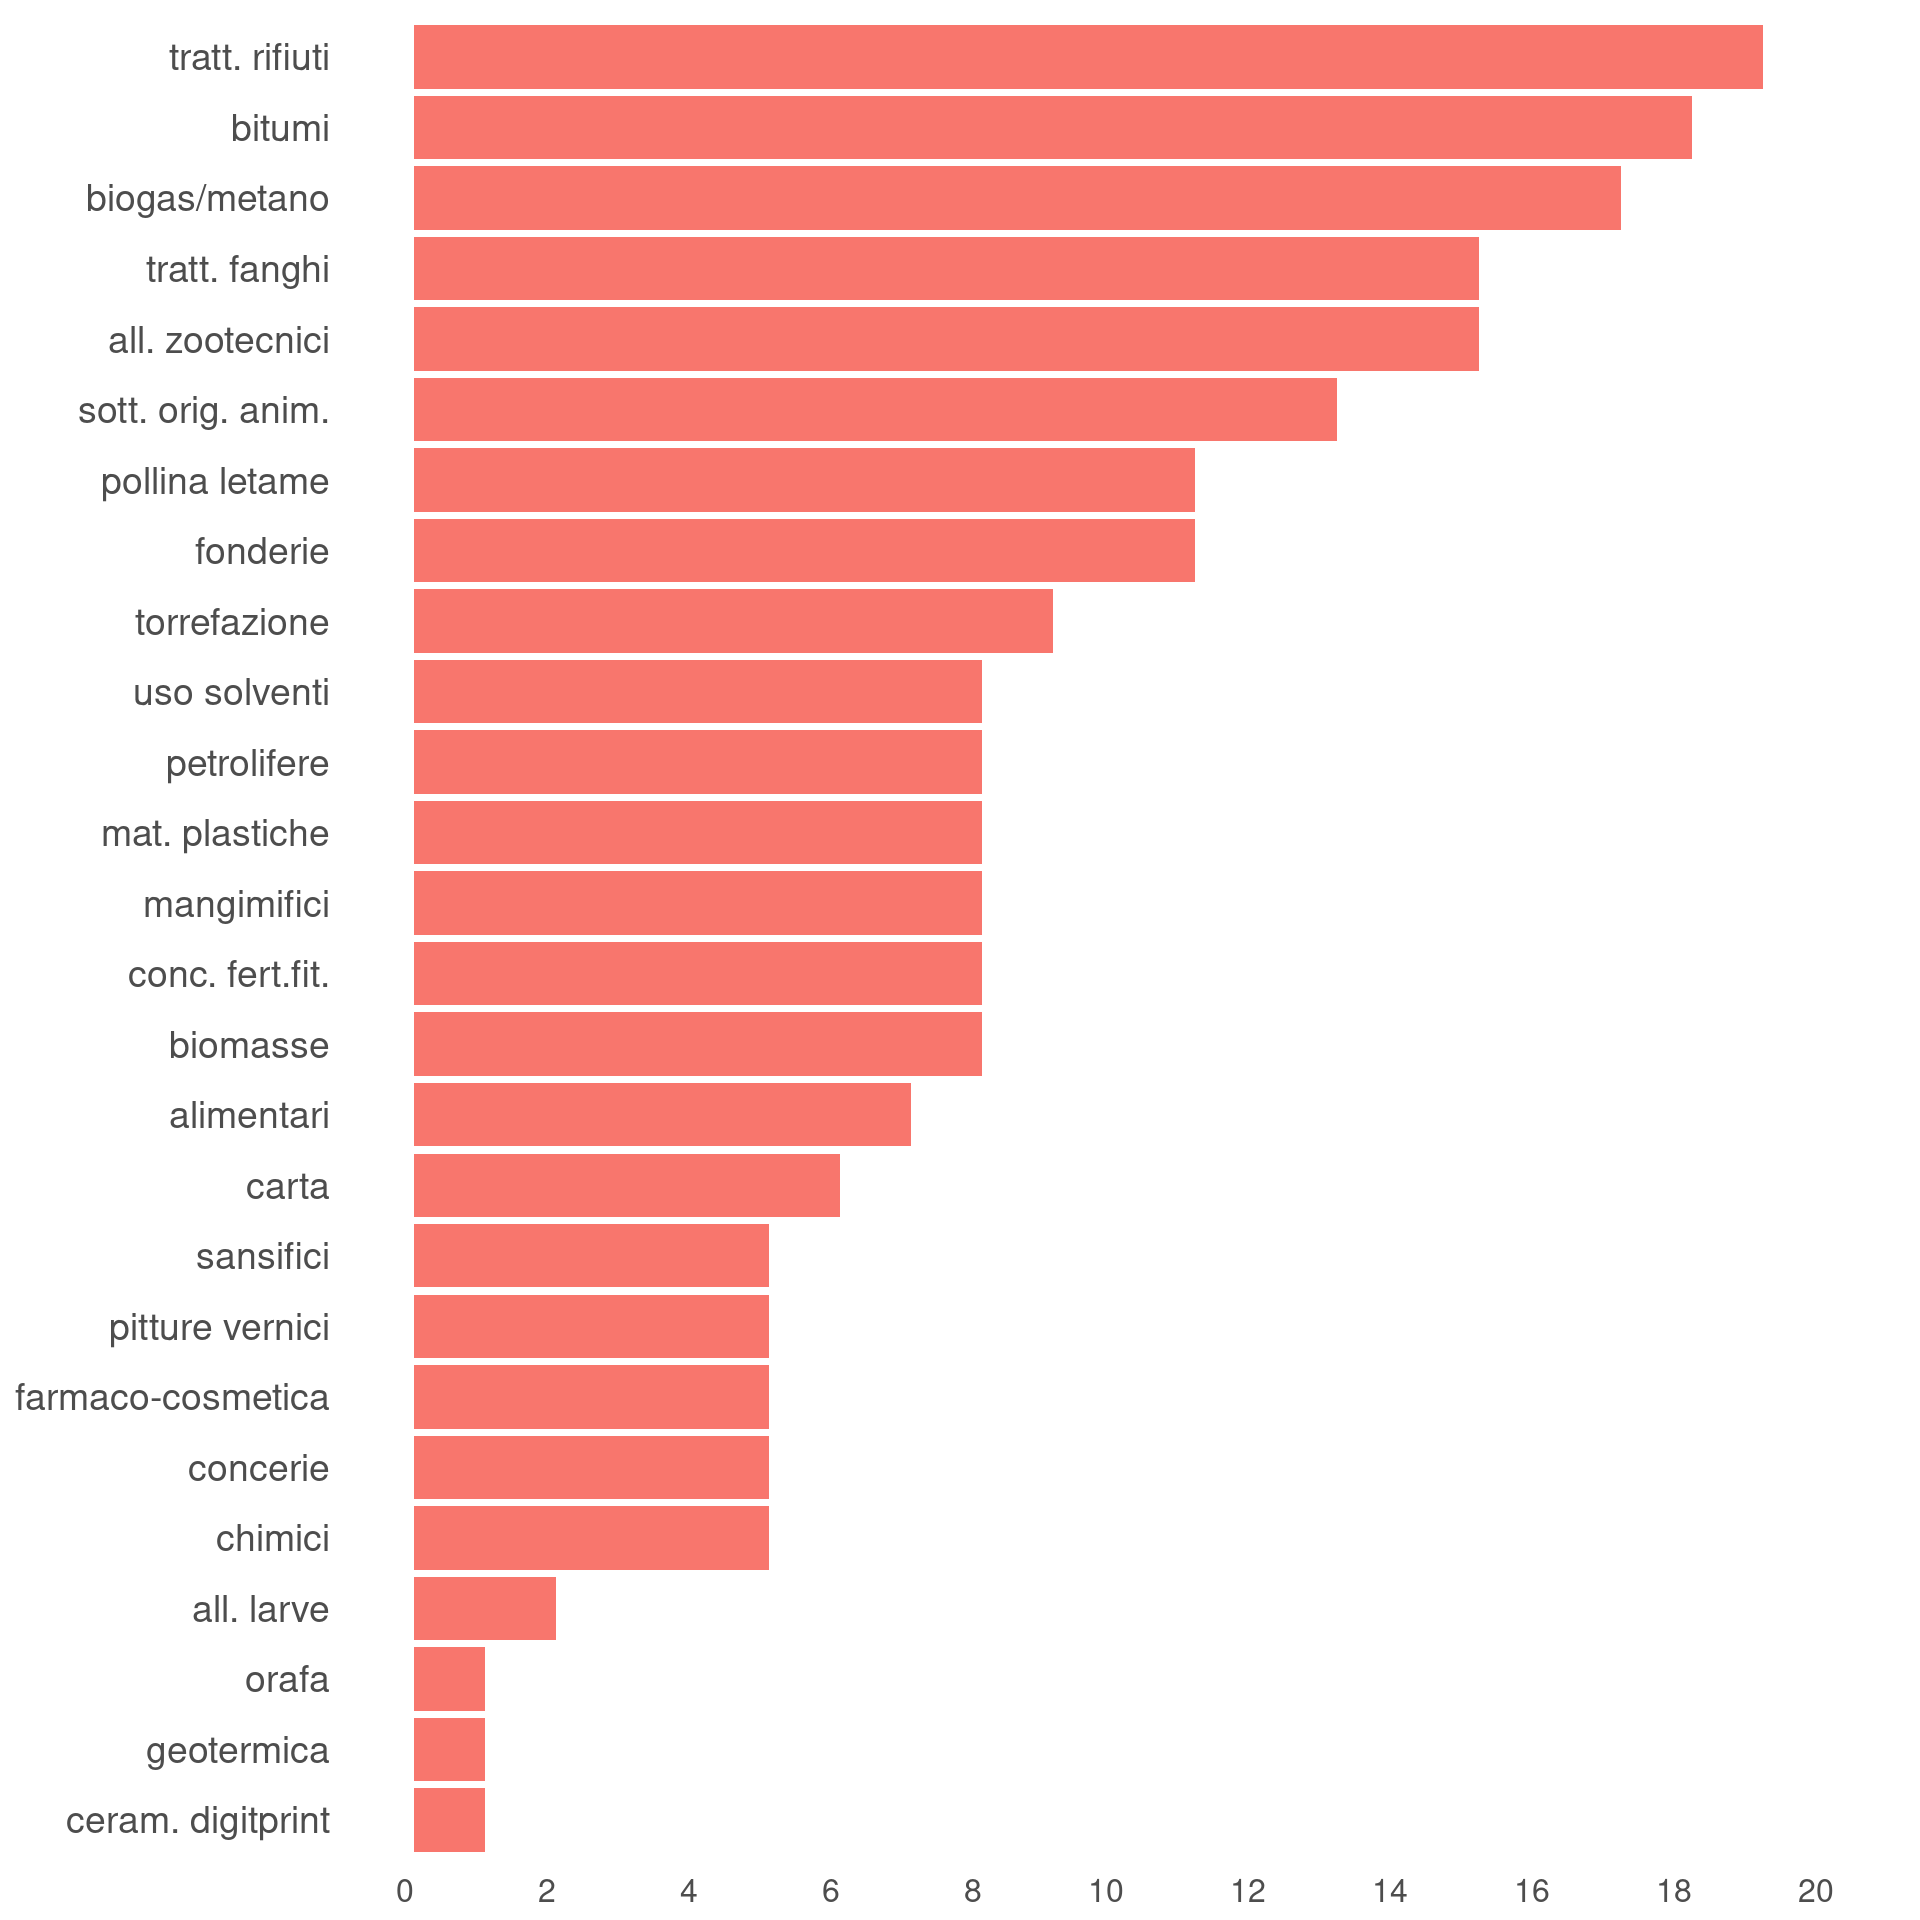 tratt. rifiuti
bitumi
biogas/metano
tratt. fanghi
all. zootecnici
sott. orig. anim.
pollina letame
fonderie
torrefazione
uso solventi
petrolifere
mat. plastiche
mangimifici
conc. fert.fit.
biomasse
alimentari
carta
sansifici
pitture vernici
farmaco-cosmetica
concerie
chimici
all. larve
orafa
geotermica
ceram. digitprint
0 2 4 6 8 10 12 14 16 18 20